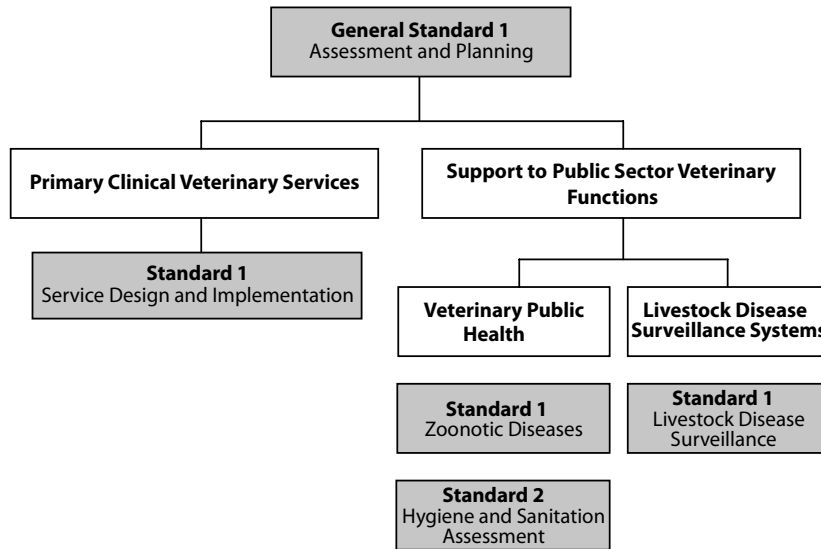 General Standard 1
Assessment and Planning
Primary Clinical Veterinary Services
Support to Public Sector Veterinary
Functions
Standard 1
Service Design and Implementation
Veterinary Public
Health
Livestock Disease
Surveillance Systems
Standard 1
Zoonotic Diseases
Standard 1
Livestock Disease
Surveillance
Standard 2
Hygiene and Sanitation
Assessment